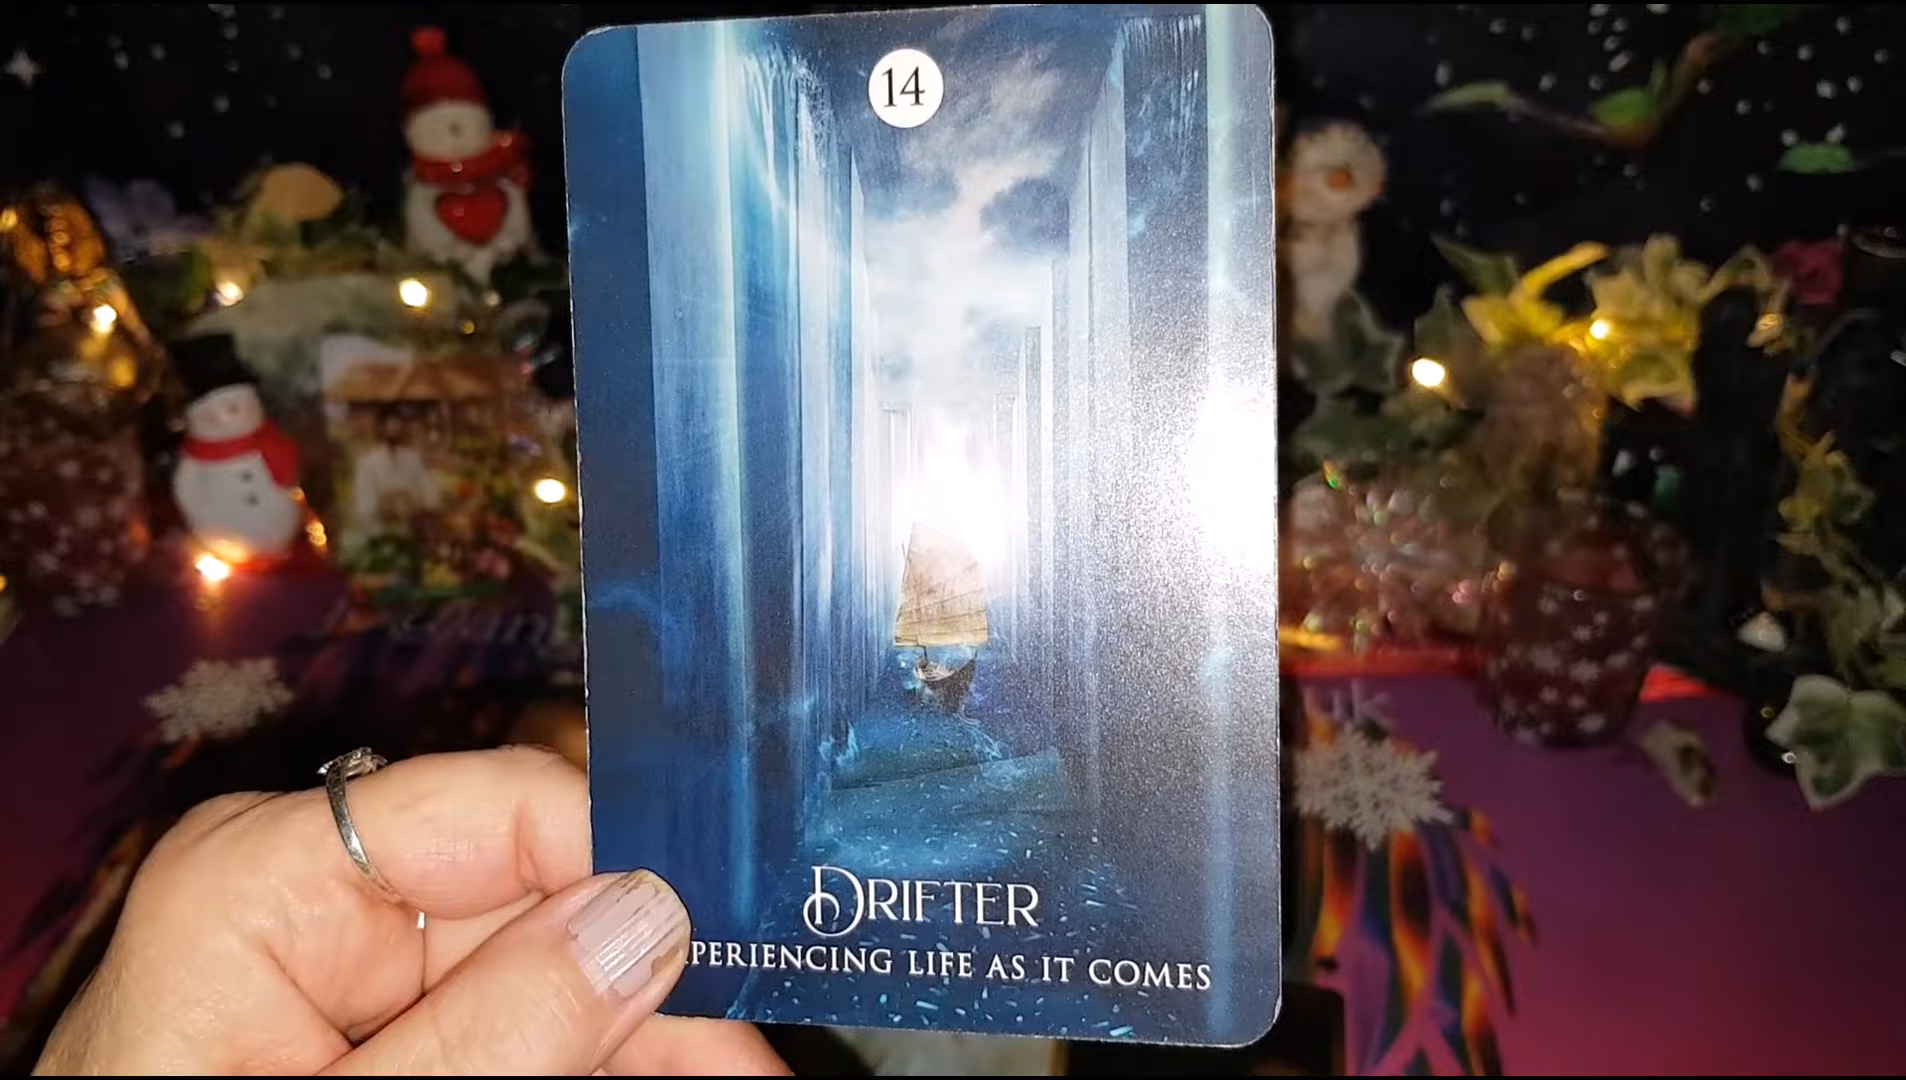 14
DRIFTER
PERIENCING LIFE AS IT COMES